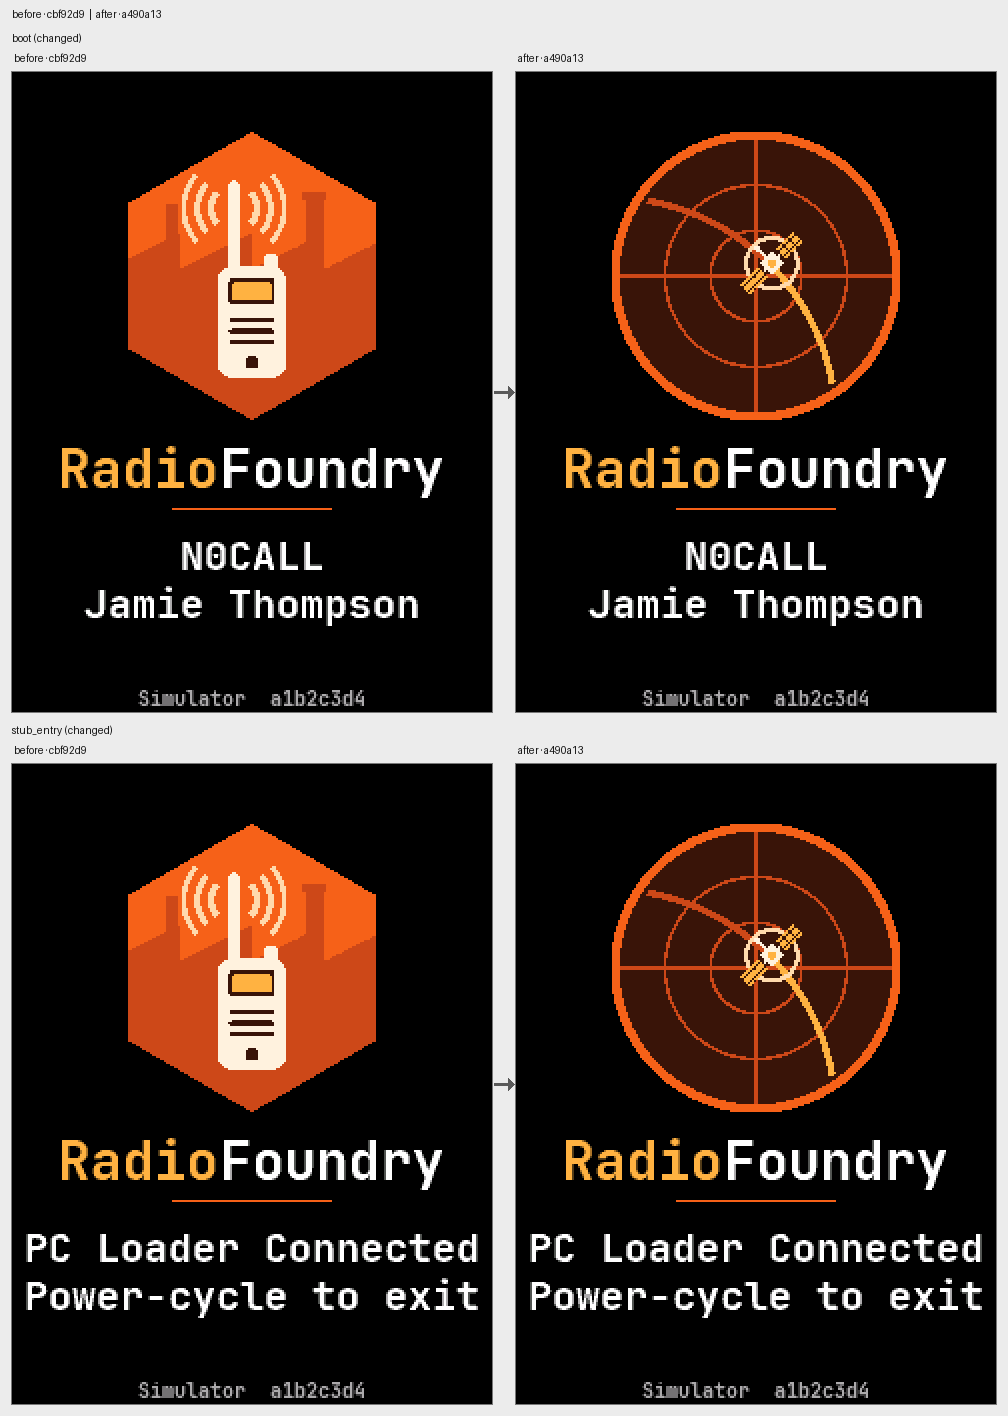 before · cbf92d9 | after · a490a13
boot (changed)
before · cbf92d9
after · a490a13
RadioFoundry
N0CALL
Jamie Thompson
Simulator a1b2c3d4
RadioFoundry
N0CALL
Jamie Thompson
Simulator a1b2c3d4
stub_entry (changed)
before · cbf92d9
after · a490a13
RadioFoundry
PC Loader Connected
Power-cycle to exit
Simulator a1b2c3d4
RadioFoundry
PC Loader Connected
Power-cycle to exit
Simulator a1b2c3d4